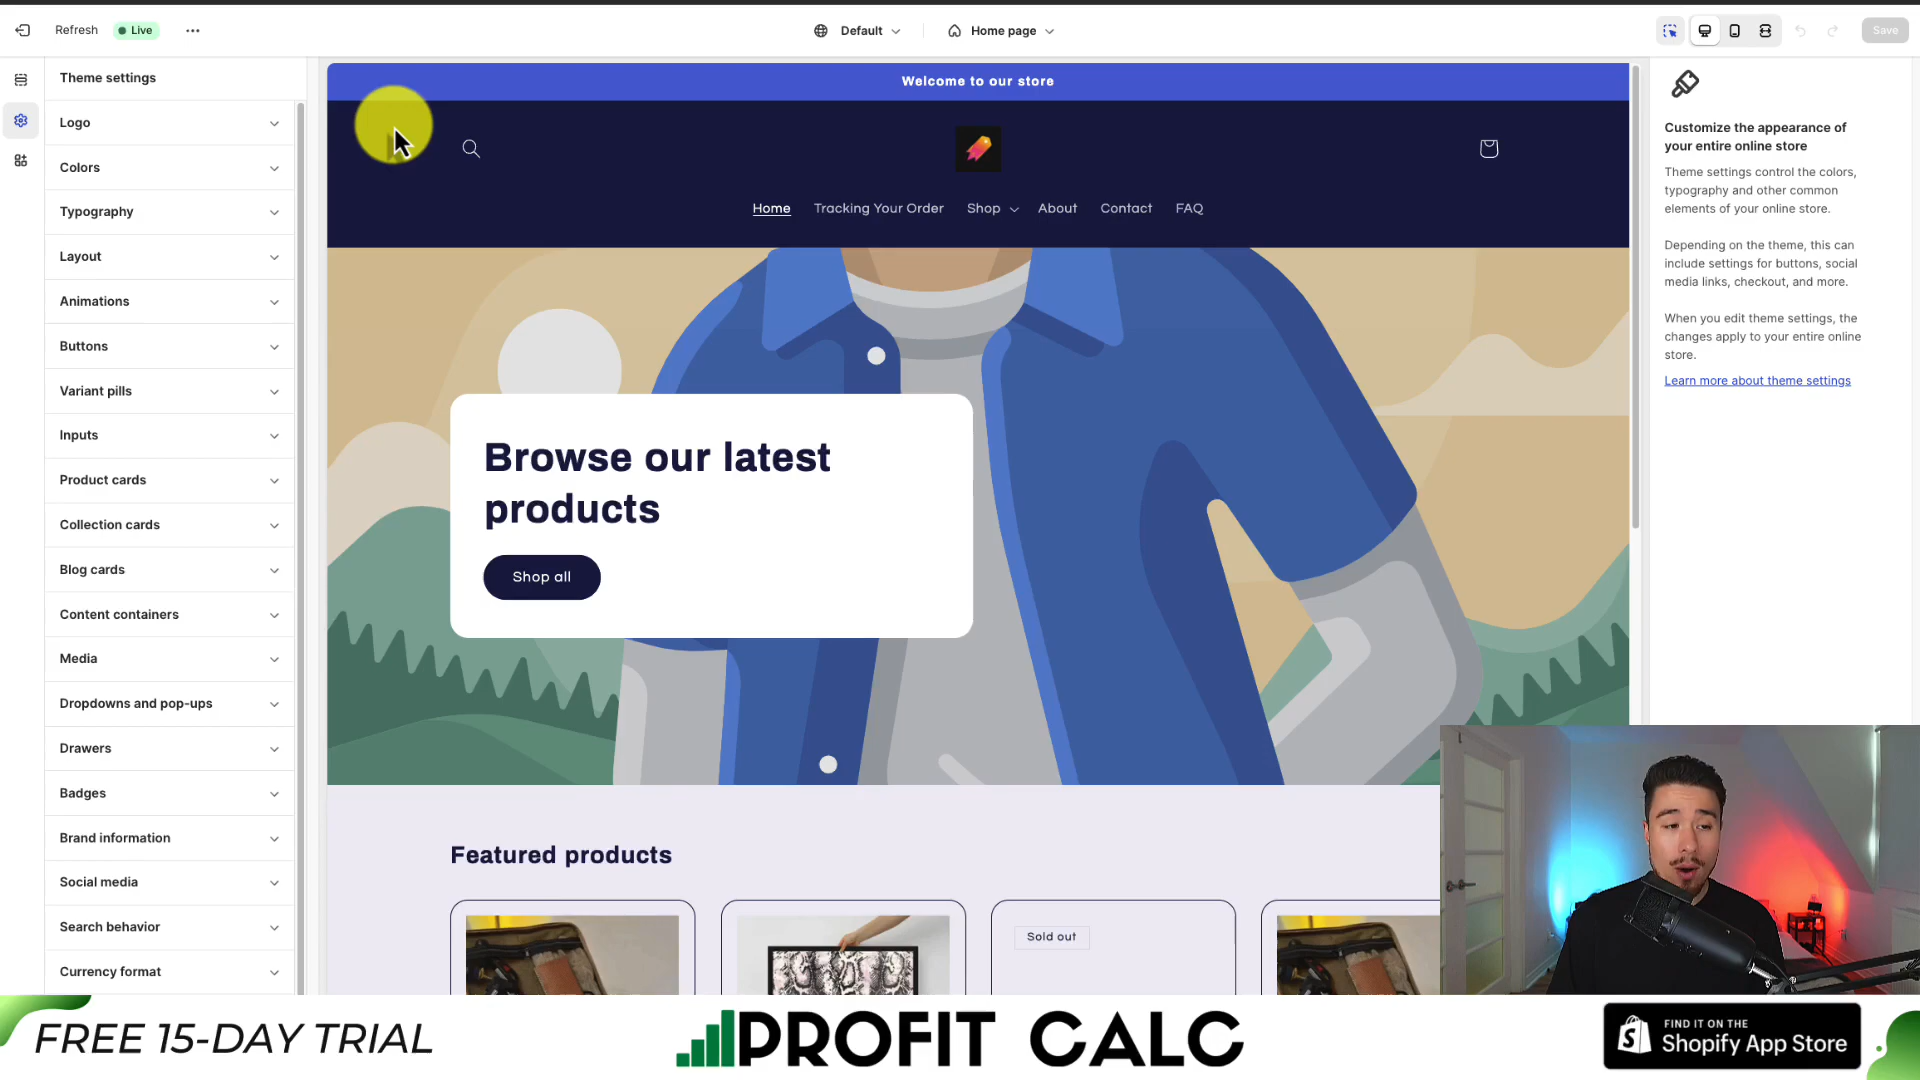 Refresh
Live
Default
Home page
Save
Theme settings
Logo
Colors
Typography
Layout
Animations
Buttons
Variant pills
Inputs
Product cards
Collection cards
Blog cards
Content containers
Media
Dropdowns and pop-ups
Drawers
Badges
Brand information
Social media
Search behavior
Currency format
Welcome to our store
Home
Tracking Your Order
Shop
About
Contact
FAQ
Browse our latest
products
Shop all
Featured products
Sold out
Customize the appearance of
your entire online store
Theme settings control the colors,
typography and other common
elements of your online store.
Depending on the theme, this can
include settings for buttons, social
media links, checkout, and more.
When you edit theme settings, the
changes apply to your entire online
store.
Learn more about theme settings
FREE 15-DAY TRIAL
PROFIT CALC
FIND IT ON THE
Shopify App Store